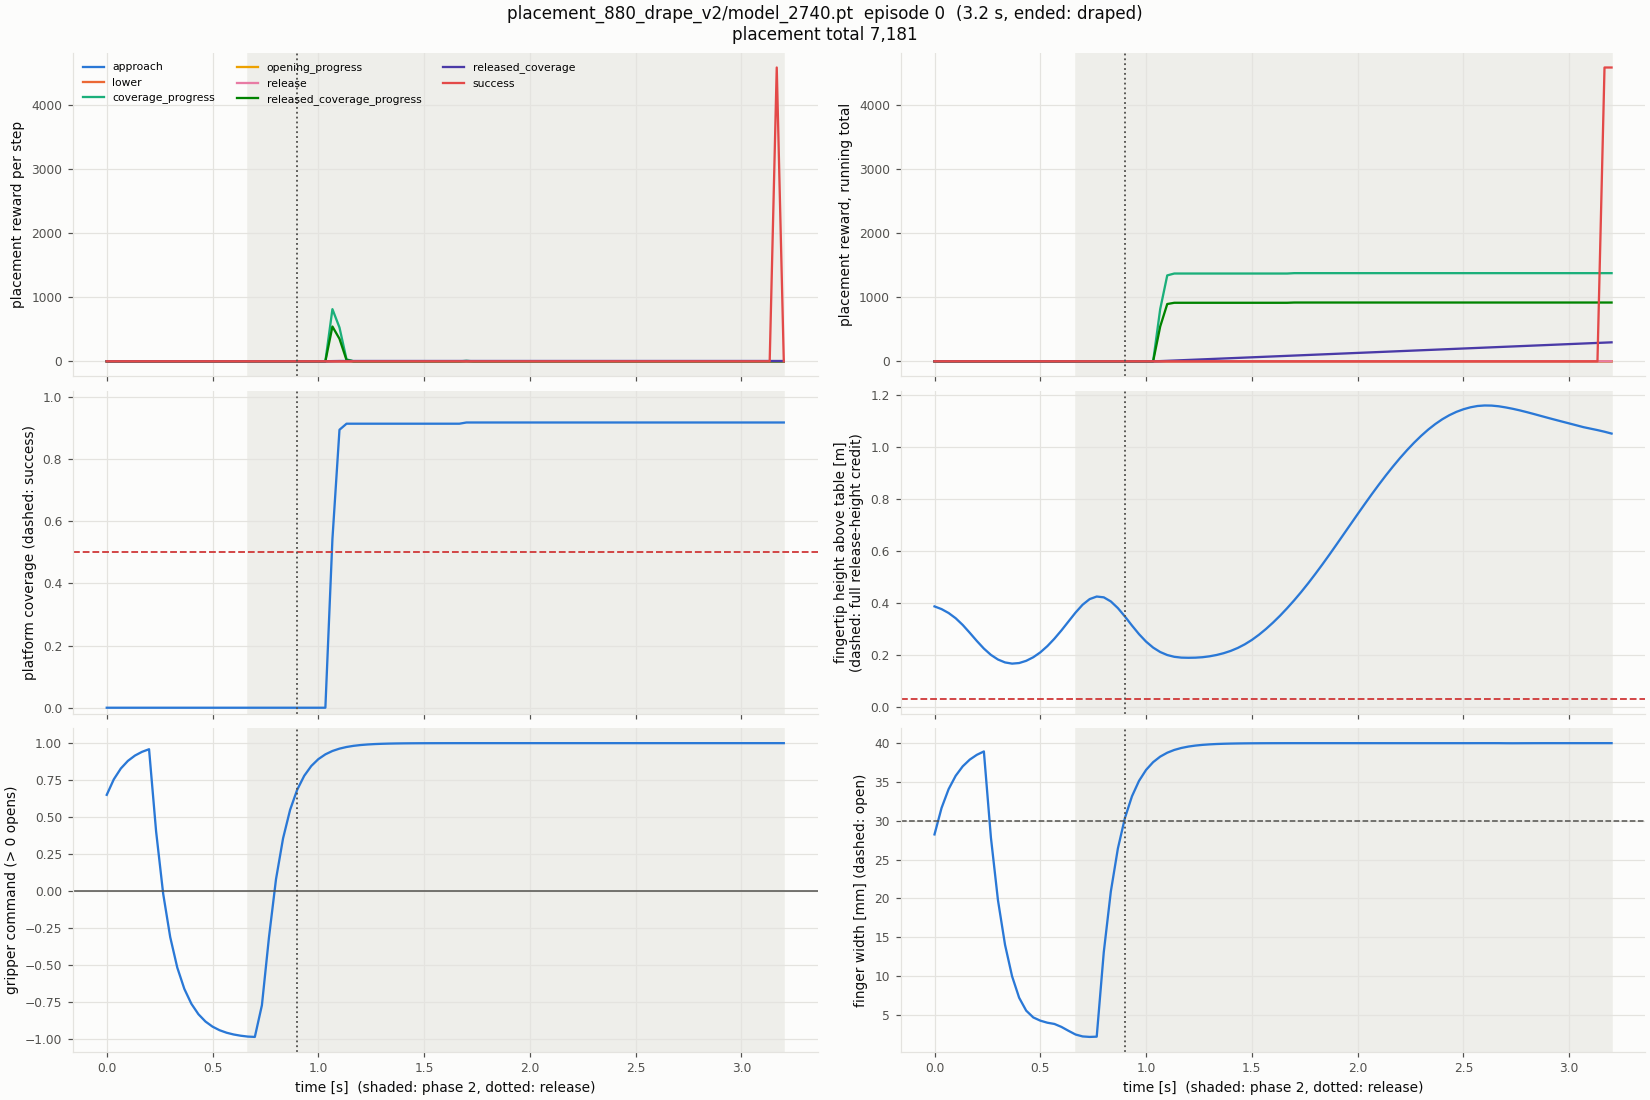 placement_880_drape_v2/model_2740.pt  episode 0  (3.2 s, ended: draped)
placement total 7,181
placement reward per step
4000
3000
2000
1000
0
approach
lower
coverage_progress
opening_progress
release
released_coverage_progress
released_coverage
success
placement reward, running total
4000
3000
2000
1000
0
platform coverage (dashed: success)
1.0
0.8
0.6
0.4
0.2
0.0
fingertip height above table [m]
(dashed: full release-height credit)
1.2
1.0
0.8
0.6
0.4
0.2
0.0
gripper command (> 0 opens)
1.00
0.75
0.50
0.25
0.00
−0.25
−0.50
−0.75
−1.00
0.0 0.5 1.0 1.5 2.0 2.5 3.0
time [s]  (shaded: phase 2, dotted: release)
finger width [mm] (dashed: open)
40
35
30
25
20
15
10
5
0.0 0.5 1.0 1.5 2.0 2.5 3.0
time [s]  (shaded: phase 2, dotted: release)